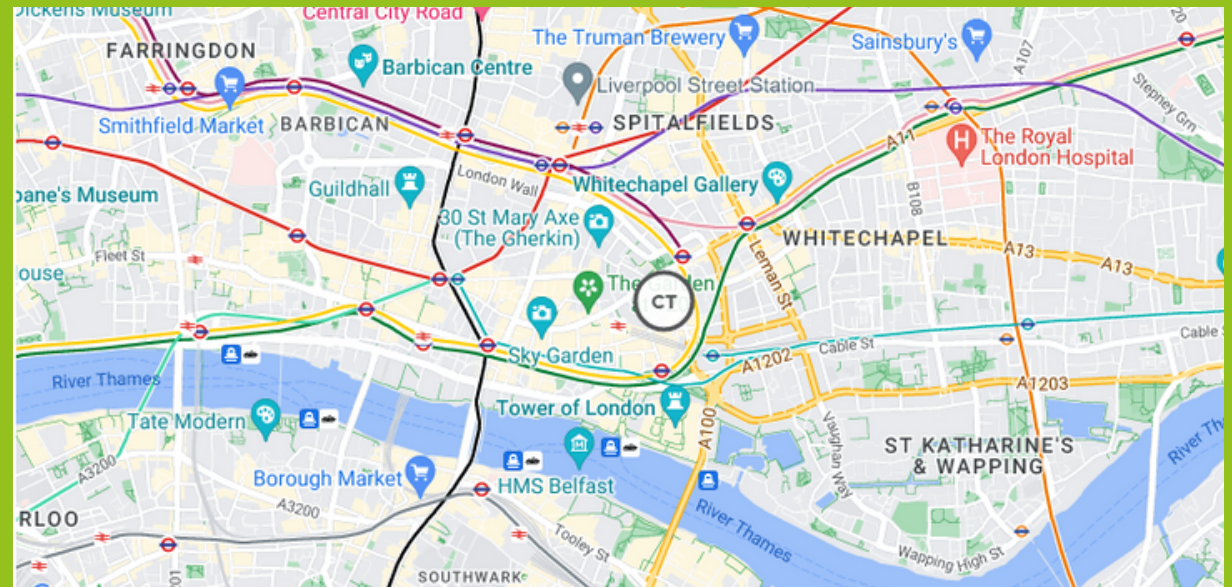 Dickens Museum
Central City Road
FARRINGDON
The Truman Brewery
Sainsbury's
A107
20
Barbican Centre
Liverpool Street Station
Stepney Grn
Smithfield Market
BARBICAN
SPITALFIELDS
A11
The Royal
London Hospital
oane's Museum
Guildhall
London Wall
Whitechapel Gallery
B108
30 St Mary Axe
(The Gherkin)
WHITECHAPEL
Fleet St
A13
A13
Leman St
ouse
The Garden
CT
Sky Garden
Cable St
Cable
A1202
River Thames
A1203
Tate Modern
Tower of London
A100
Vaughan Way
ST KATHARINE'S
& WAPPING
River Th
A3200
Borough Market
HMS Belfast
A3200
River Thames
RLOO
Tooley St
Wapping High St
SOUTHWARK
201
H